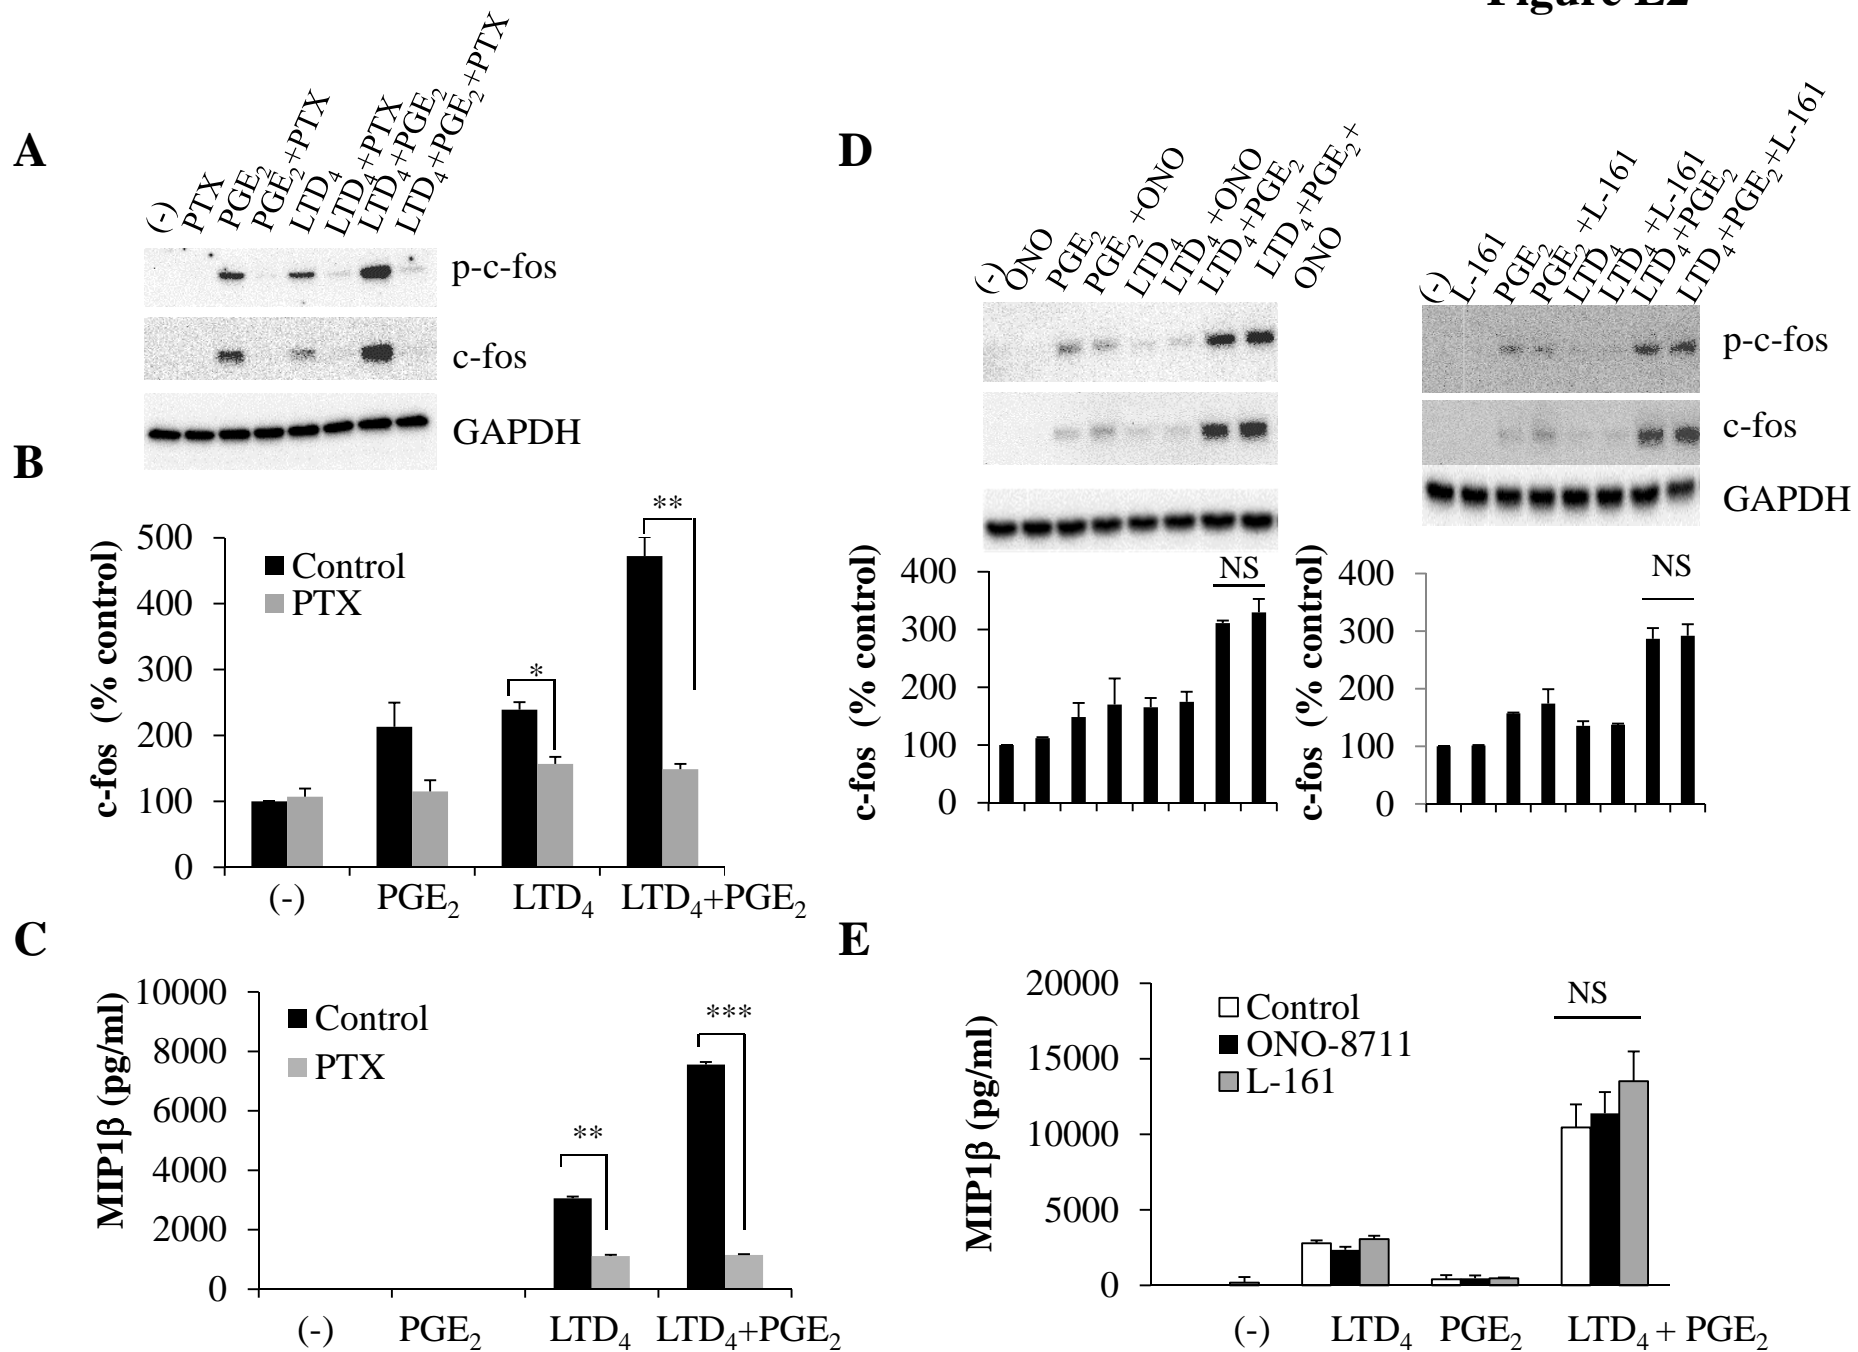 Figure E2
A
(-)
PTX
PGE2
PGE2+PTX
LTD4
LTD4+PTX
LTD4+PGE2
LTD4+PGE2+PTX
p-c-fos
c-fos
GAPDH
B
c-fos (% control)
500
400
300
200
100
0
Control
PTX
*
**
(-)
PGE2
LTD4
LTD4+PGE2
C
MIP1β (pg/ml)
10000
8000
6000
4000
2000
0
Control
PTX
**
***
(-)
PGE2
LTD4
LTD4+PGE2
D
(-)
ONO
PGE2
PGE2 +ONO
LTD4
LTD4 +ONO
LTD4+PGE2
LTD4+PGE2+
ONO
(-)
L-161
PGE2
PGE2 +L-161
LTD4
LTD4 +L-161
LTD4+PGE2
LTD4+PGE2+L-161
p-c-fos
c-fos
GAPDH
c-fos (% control)
400
300
200
100
0
NS
c-fos (% control)
400
300
200
100
0
NS
E
MIP1β (pg/ml)
20000
15000
10000
5000
0
Control
ONO-8711
L-161
NS
(-)
LTD4
PGE2
LTD4 + PGE2